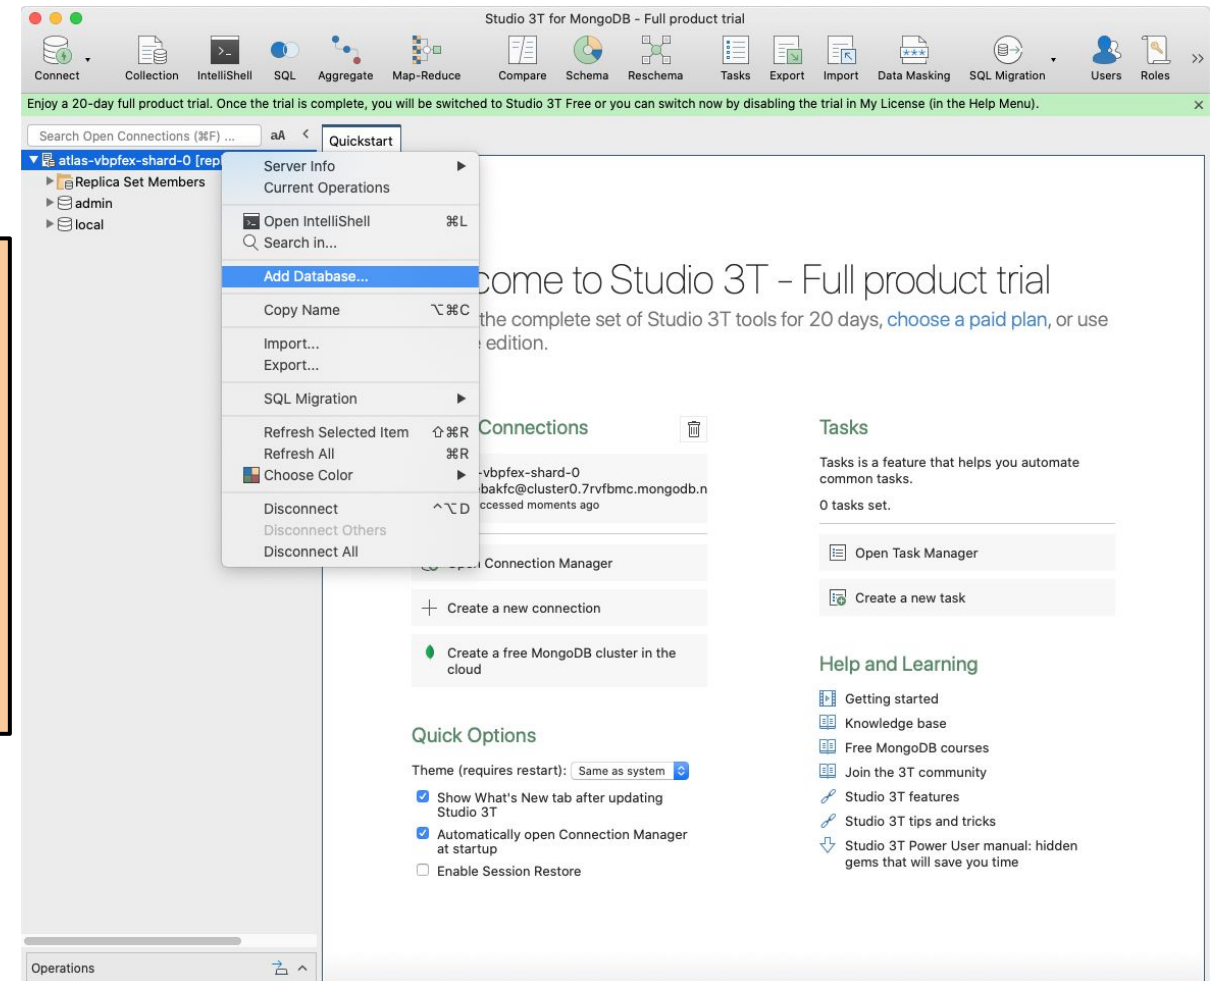 Studio 3T for MongoDB - Full product trial
Connect
Collection
IntelliShell
SQL
Aggregate
Map-Reduce
Compare
Schema
Reschema
Tasks
Export
Import
Data Masking
SQL Migration
Users
Roles
Enjoy a 20-day full product trial. Once the trial is complete, you will be switched to Studio 3T Free or you can switch now by disabling the trial in My License (in the Help Menu).
Search Open Connections (⌘F) ...
aA
Quickstart
atlas-vbpfex-shard-0 [repl
Replica Set Members
admin
local
Server Info
Current Operations
Open IntelliShell ⌘L
Search in...
Add Database...
Copy Name ⌥⌘C
Import...
Export...
SQL Migration
Refresh Selected Item ⇧⌘R
Refresh All ⌘R
Choose Color
Disconnect ^⌥D
Disconnect Others
Disconnect All
come to Studio 3T - Full product trial
the complete set of Studio 3T tools for 20 days, choose a paid plan, or use
edition.
Connections
-vbpfex-shard-0
bakfc@cluster0.7rvfbmc.mongodb.n
ccessed moments ago
Open Connection Manager
Create a new connection
Create a free MongoDB cluster in the
cloud
Quick Options
Theme (requires restart): Same as system
Show What's New tab after updating
Studio 3T
Automatically open Connection Manager
at startup
Enable Session Restore
Tasks
Tasks is a feature that helps you automate
common tasks.
0 tasks set.
Open Task Manager
Create a new task
Help and Learning
Getting started
Knowledge base
Free MongoDB courses
Join the 3T community
Studio 3T features
Studio 3T tips and tricks
Studio 3T Power User manual: hidden
gems that will save you time
Operations